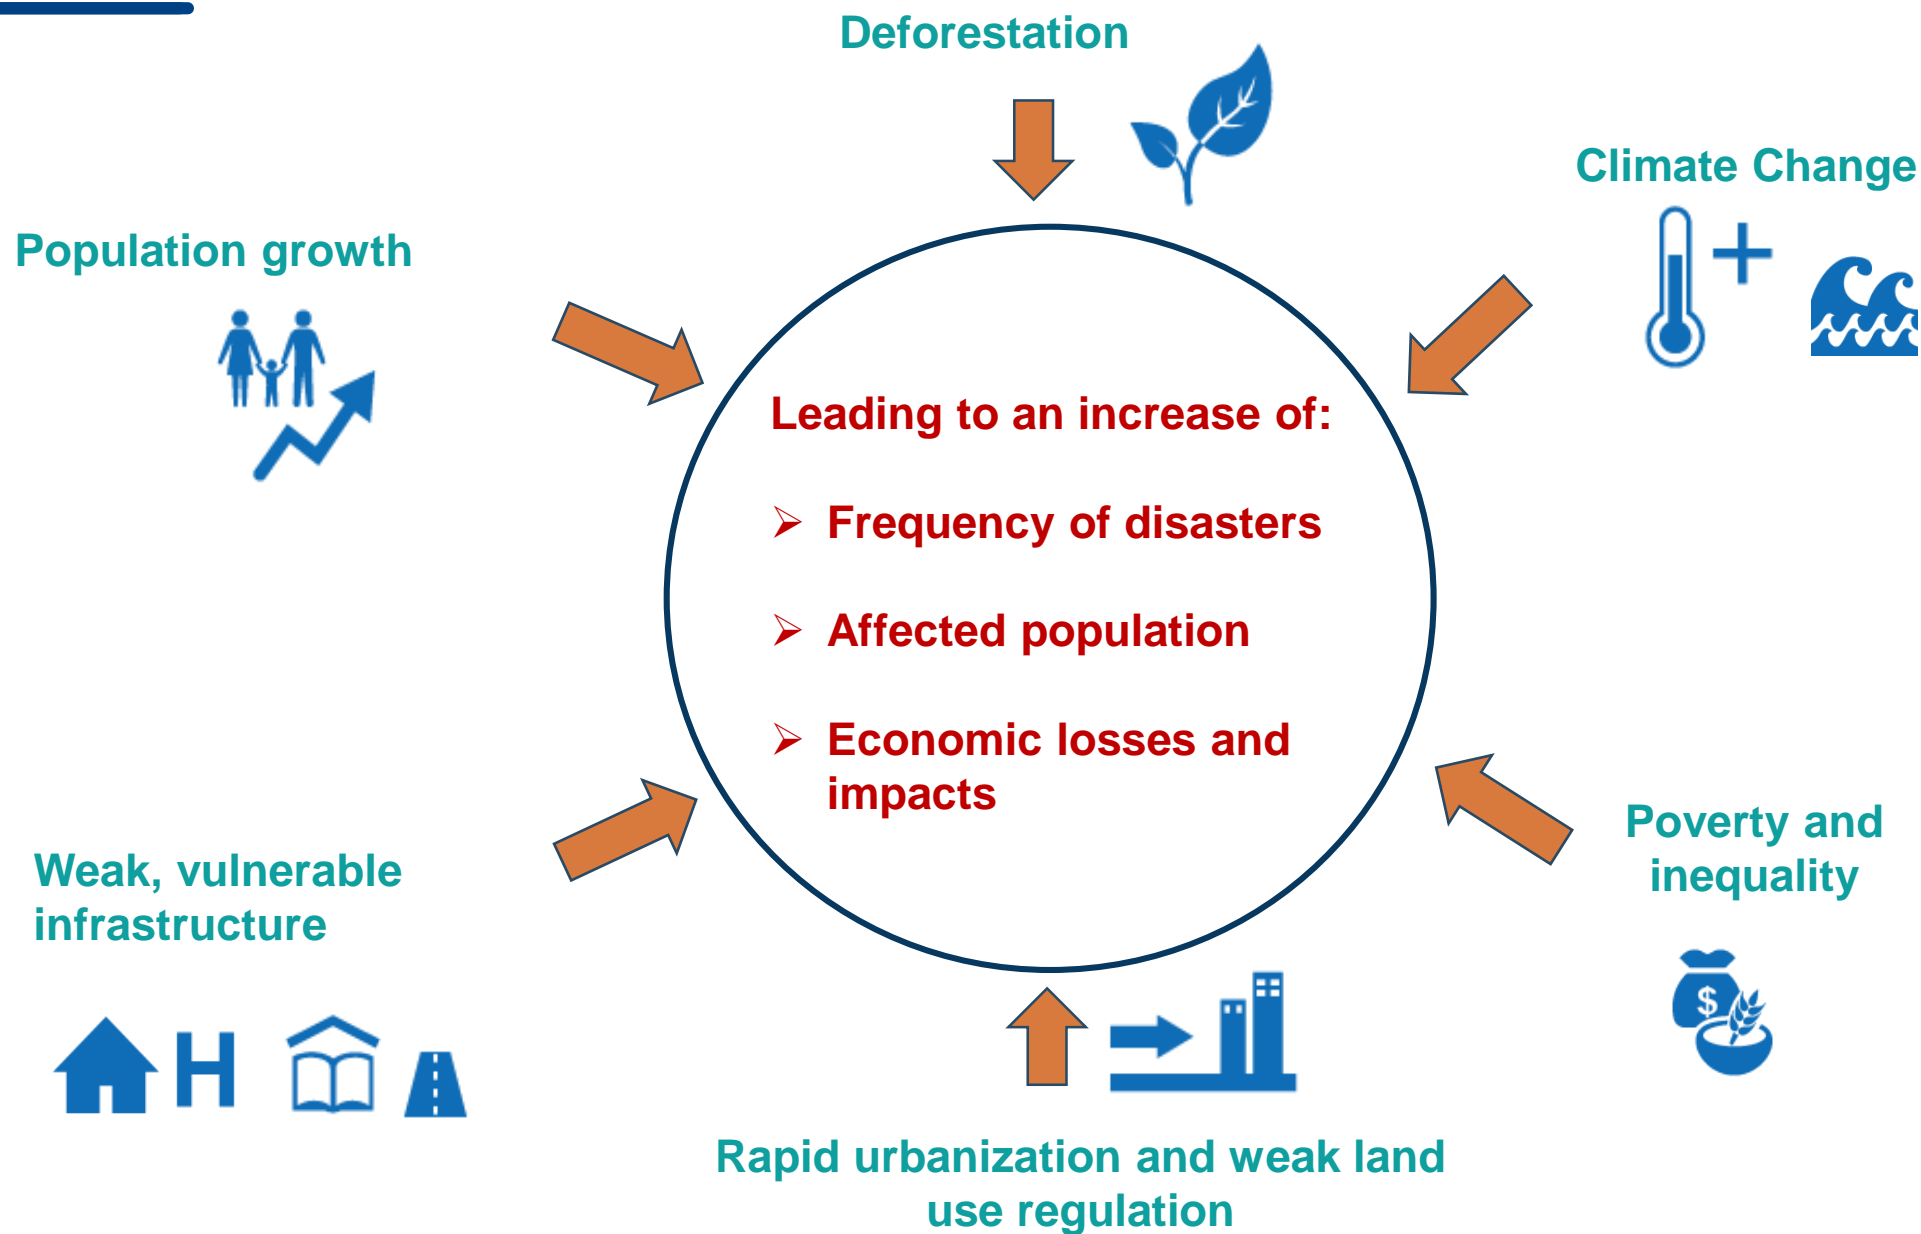 Deforestation
Climate Change
Population growth
Leading to an increase of:
➢ Frequency of disasters
➢ Affected population
➢ Economic losses and
impacts
Poverty and
inequality
$
Weak, vulnerable
infrastructure
H
Rapid urbanization and weak land
use regulation